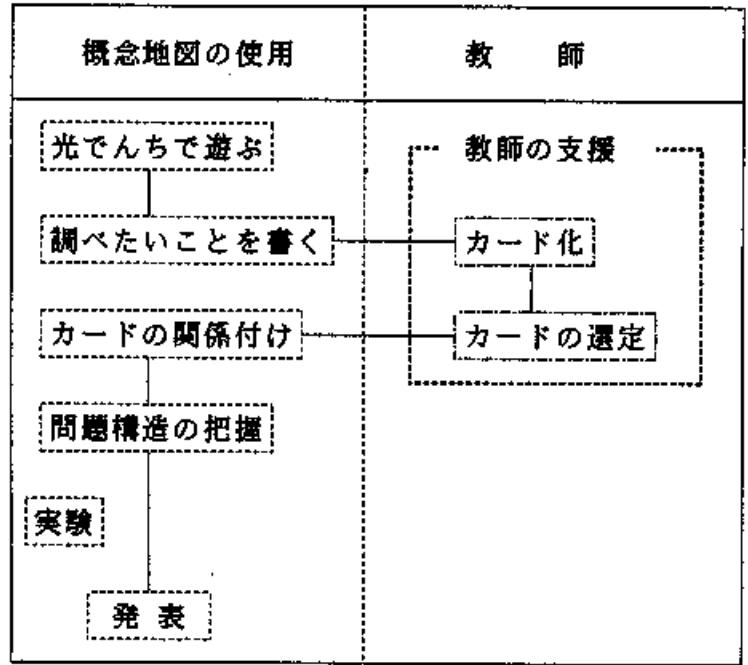 概念地図の使用
教 師
光でんちで遊ぶ
教師の支援
調べたいことを書く
カード化
カードの関係付け
カードの選定
問題構造の把握
実験
発 表